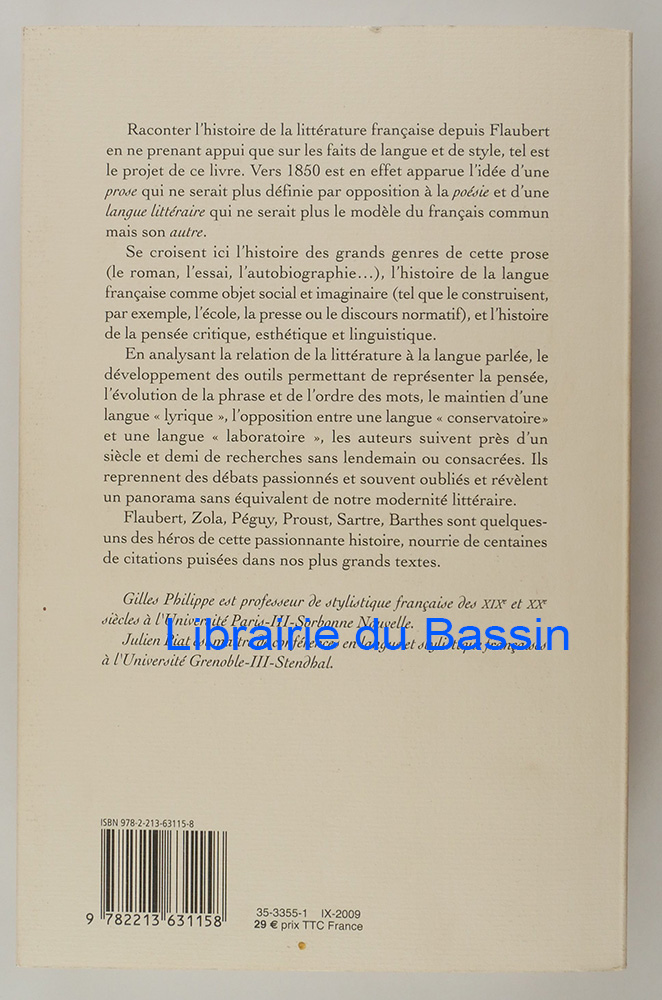 Raconter l'histoire de la littérature française depuis Flaubert
en ne prenant appui que sur les faits de langue et de style, tel est
le projet de ce livre. Vers 1850 est en effet apparue l'idée d'une
prose qui ne serait plus définie par opposition à la poésie et d'une
langue littéraire qui ne serait plus le modèle du français commun
mais son autre.
Se croisent ici l'histoire des grands genres de cette prose
(le roman, l'essai, l'autobiographie...), l'histoire de la langue
française comme objet social et imaginaire (tel que le construisent,
par exemple, l'école, la presse ou le discours normatif), et l'histoire
de la pensée critique, esthétique et linguistique.
En analysant la relation de la littérature à la langue parlée, le
développement des outils permettant de représenter la pensée,
l'évolution de la phrase et de l'ordre des mots, le maintien d'une
langue « lyrique », l'opposition entre une langue « conservatoire»
et une langue « laboratoire », les auteurs suivent près d'un
siècle et demi de recherches sans lendemain ou consacrées. Ils
reprennent des débats passionnés et souvent oubliés et révèlent
un panorama sans équivalent de notre modernité littéraire.
Flaubert, Zola, Péguy, Proust, Sartre, Barthes sont quelques-
uns des héros de cette passionnante histoire, nourrie de centaines
de citations puisées dans nos plus grands textes.
Gilles Philippe est professeur de stylistique française des XIXe et XXe
siècles à l'Université Paris-III-Sorbonne Nouvelle.
Librairie du Bassin
Julien Piat est maître de conférences en langue et stylistique françaises
à l'Université Grenoble-III-Stendhal.
ISBN 978-2-213-63115-8
9 782213 631158
35-3355-1 IX-2009
29 € prix TTC France